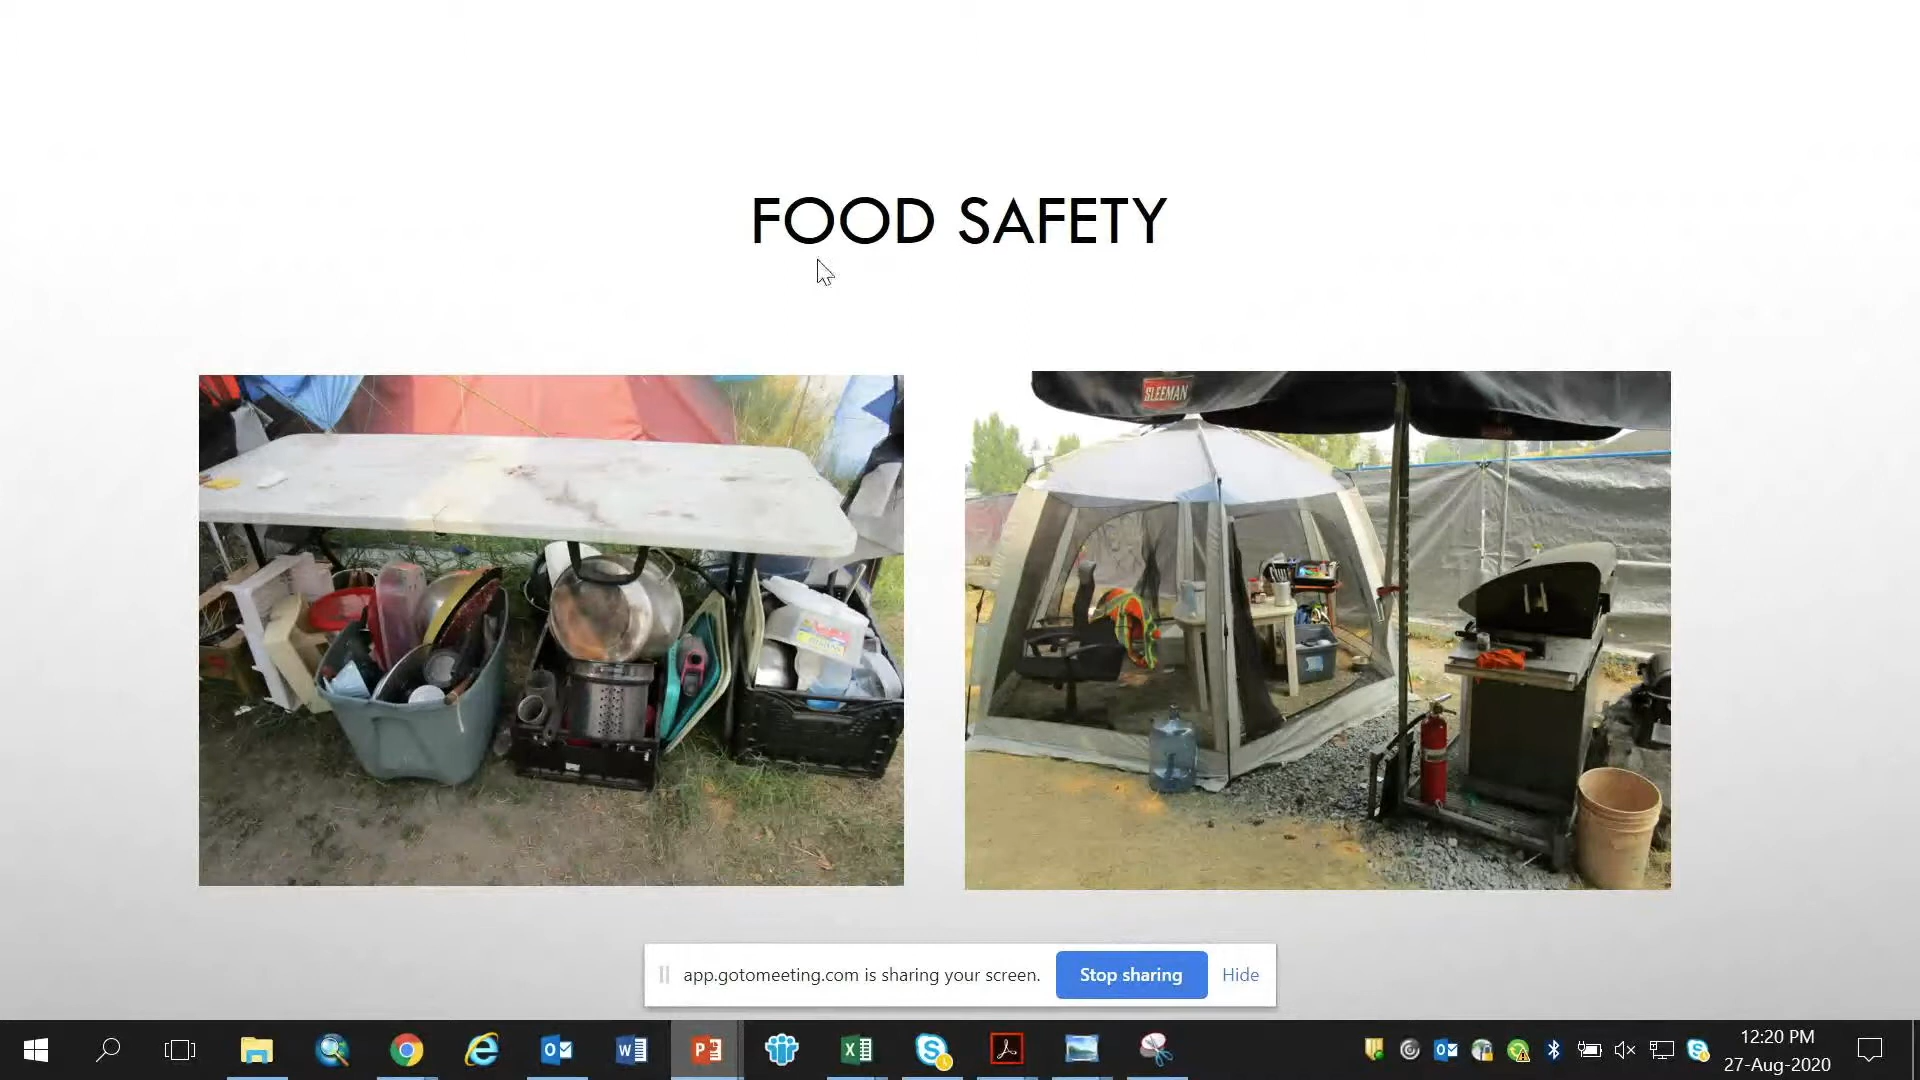 FOOD SAFETY
SLEEMAN
app.gotomeeting.com is sharing your screen.
Stop sharing
Hide
12:20 PM
27-Aug-2020